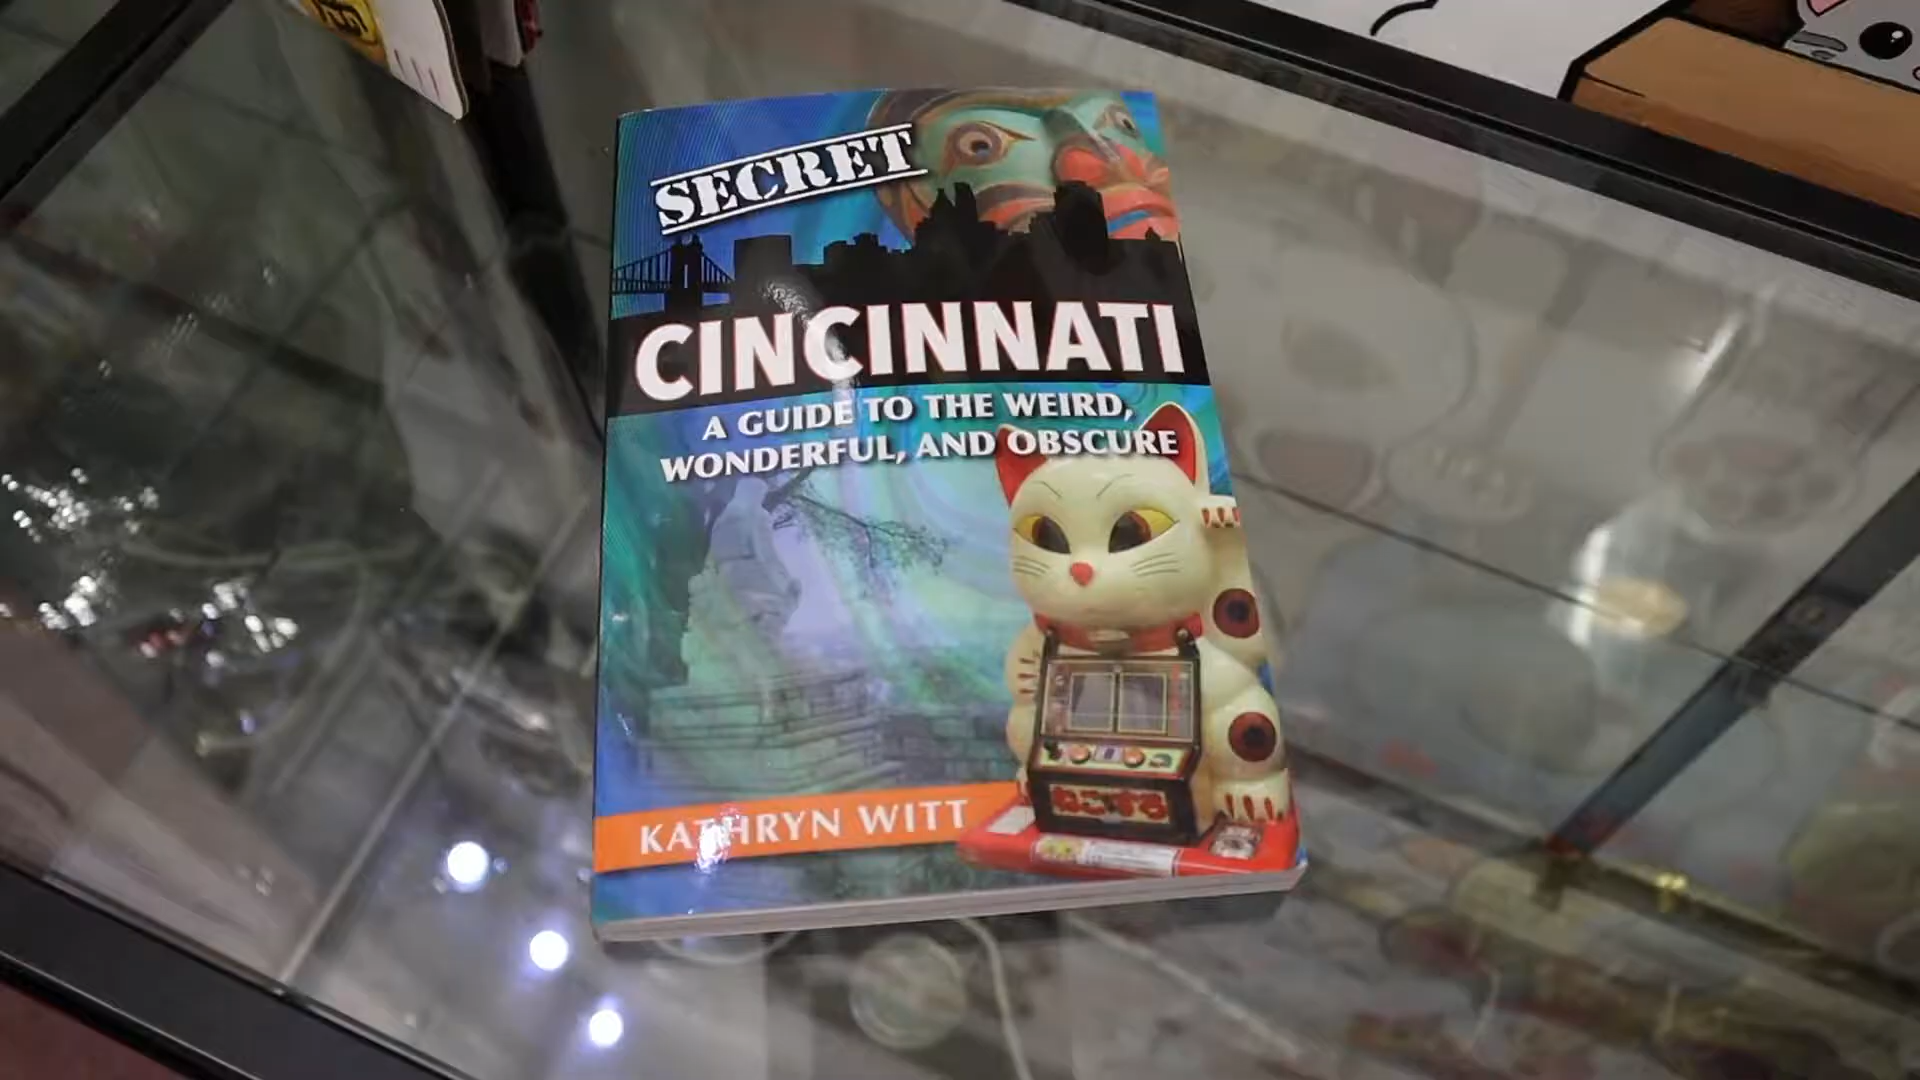 SECRET
CINCINNATI
A GUIDE TO THE WEIRD,
WONDERFUL, AND OBSCURE
KATHRYN WITT